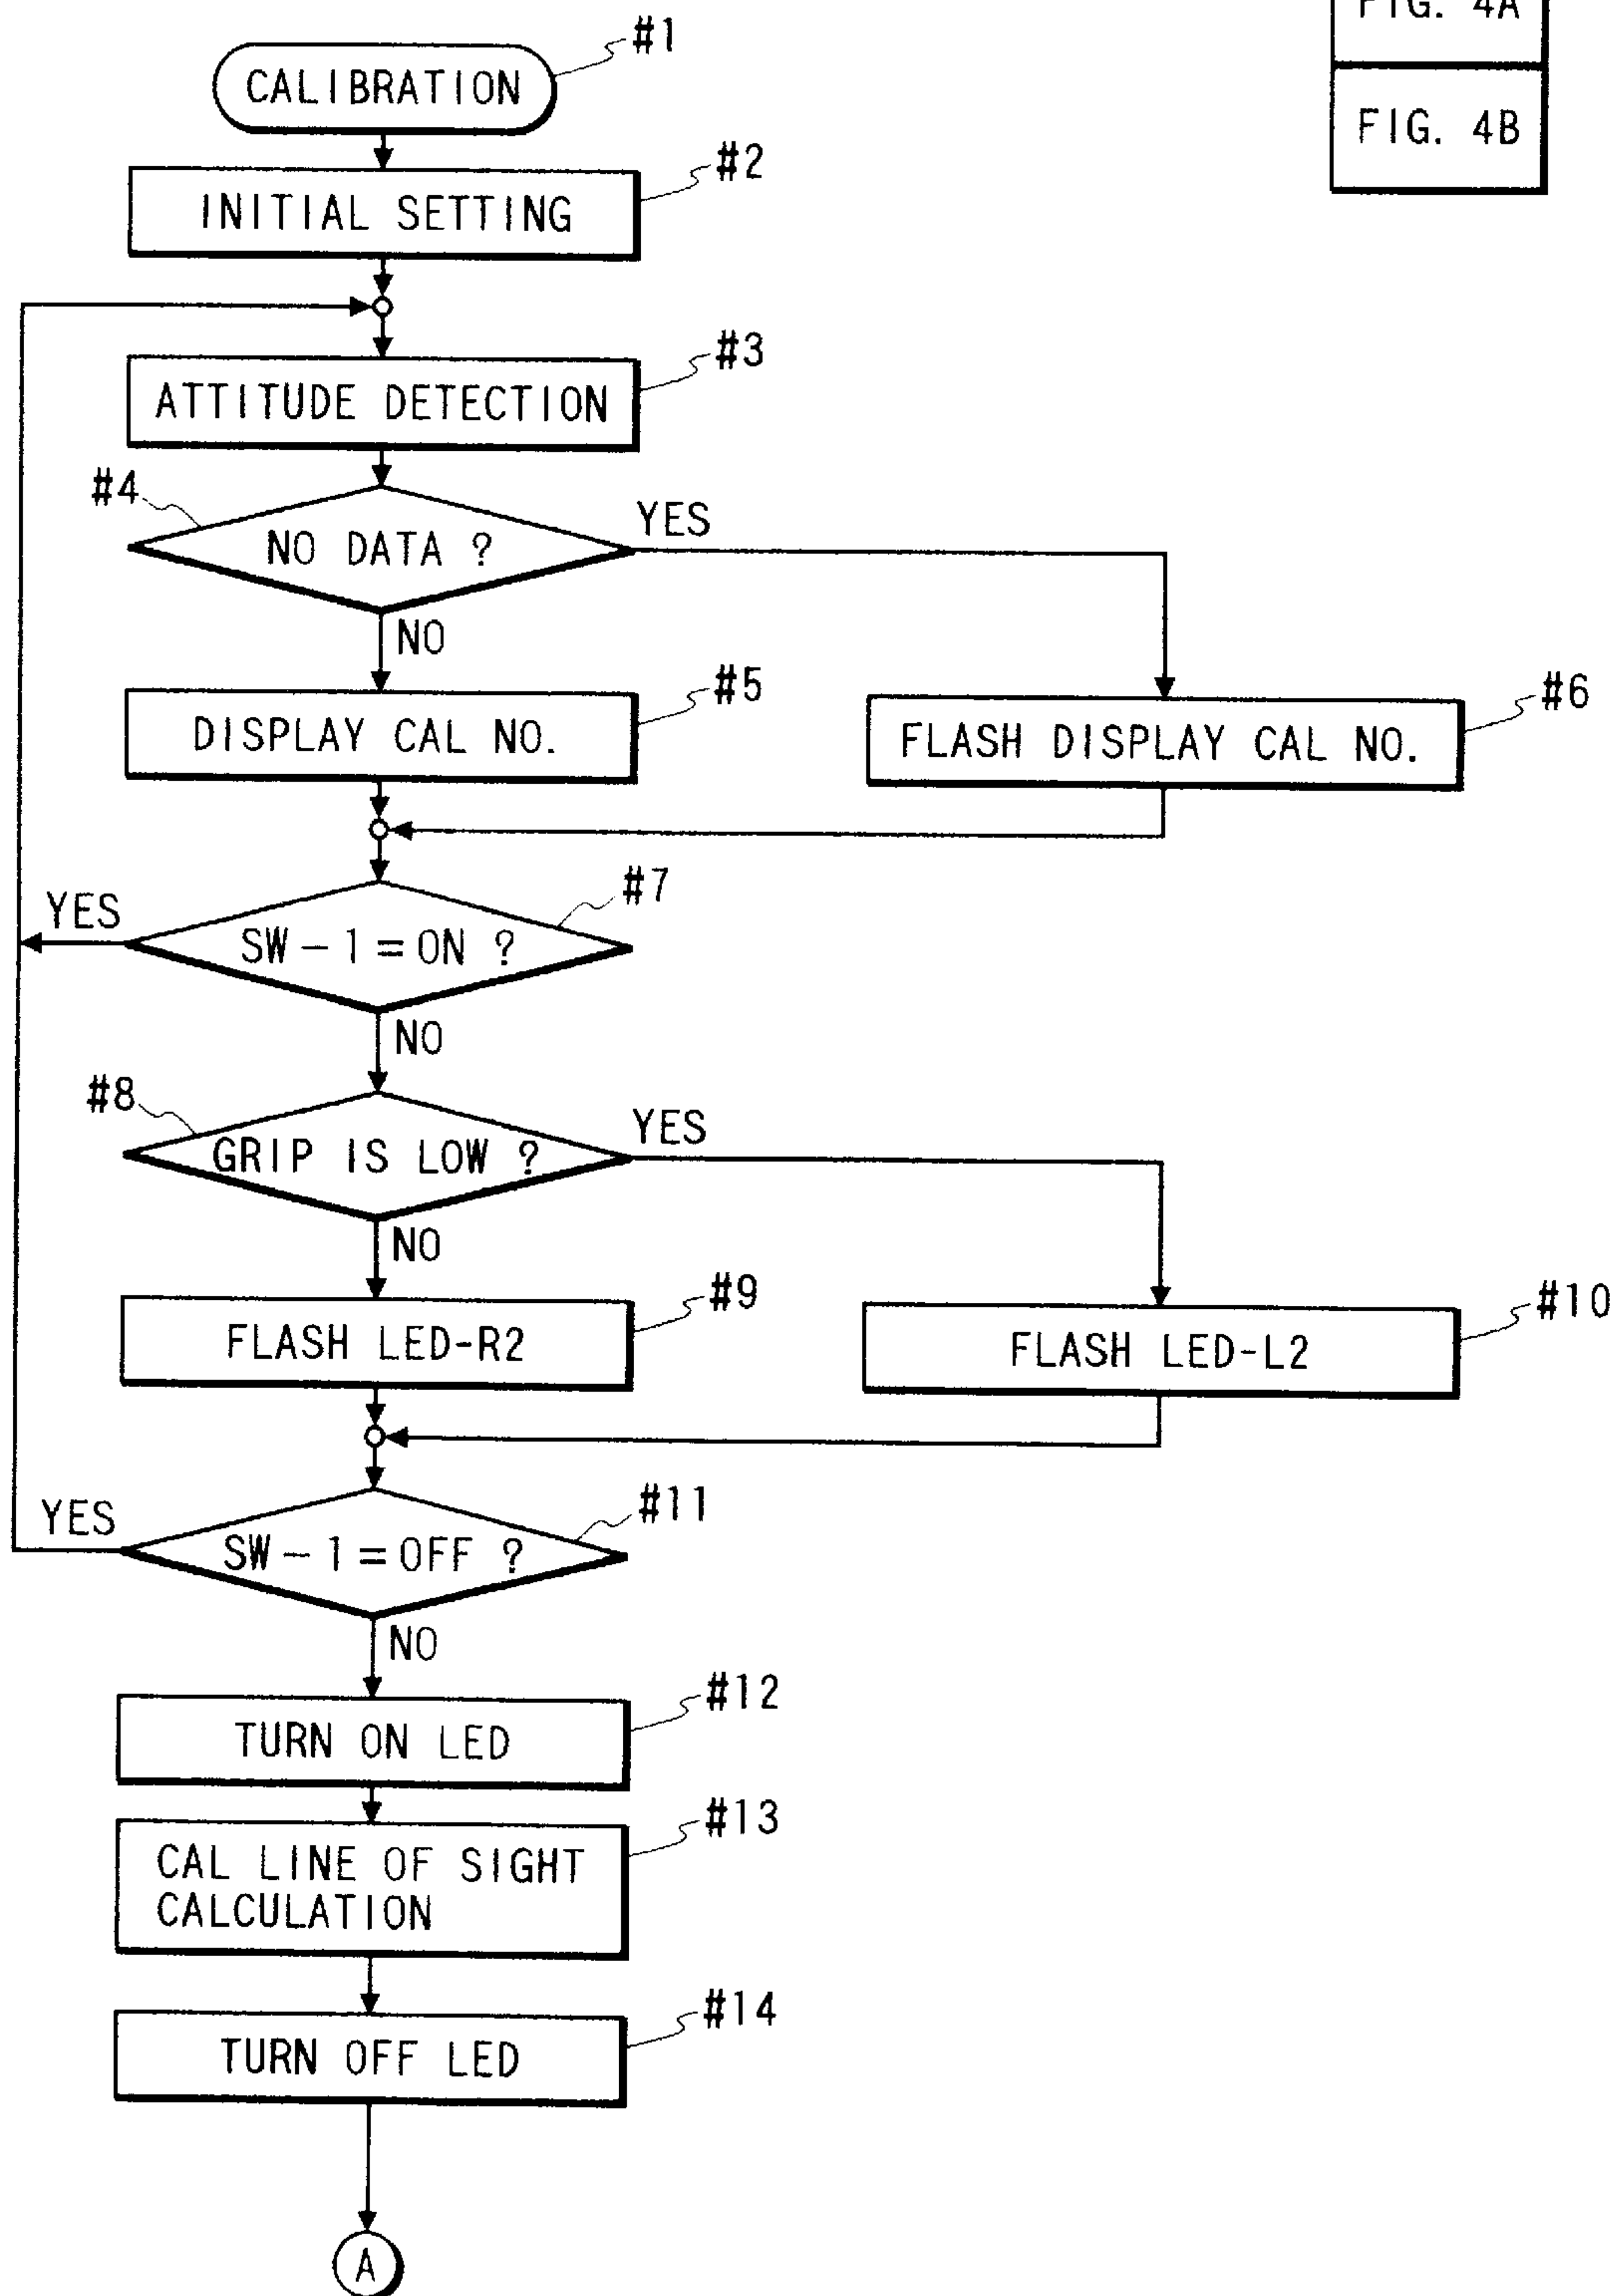 FIG. 4A
FIG. 4B
CALIBRATION
#1
INITIAL SETTING
#2
ATTITUDE DETECTION
#3
#4
NO DATA ?
YES
NO
DISPLAY CAL NO.
#5
FLASH DISPLAY CAL NO.
#6
YES
SW-1=ON ?
#7
NO
#8
GRIP IS LOW ?
YES
NO
FLASH LED-R2
#9
FLASH LED-L2
#10
YES
SW-1=OFF ?
#11
NO
TURN ON LED
#12
CAL LINE OF SIGHT
CALCULATION
#13
TURN OFF LED
#14
A